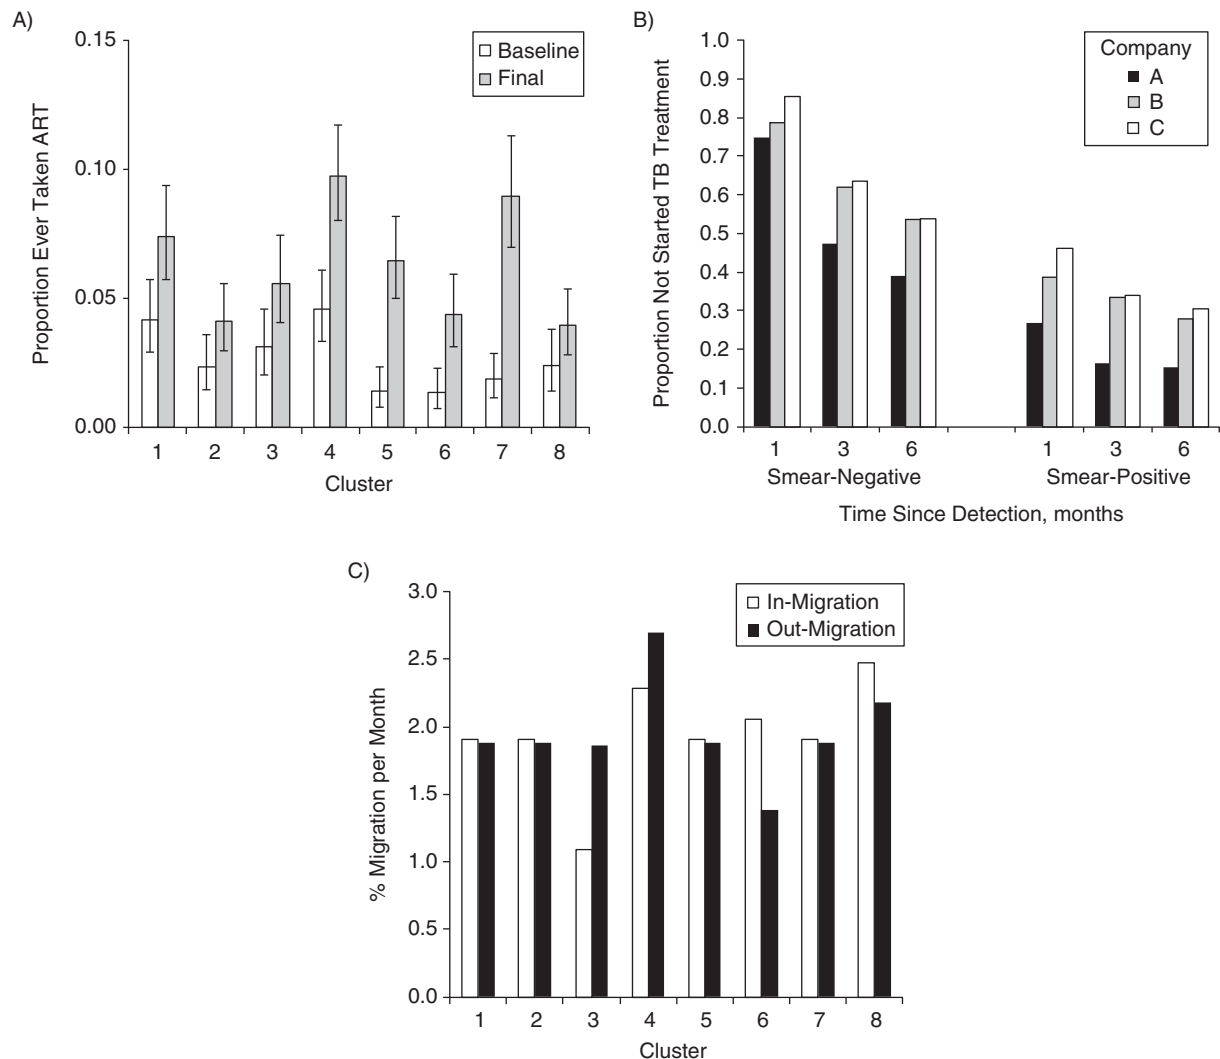 A)
0.15
0.10
0.05
0.00
Proportion Ever Taken ART
Baseline
Final
1 2 3 4 5 6 7 8
Cluster
B)
1.0
0.9
0.8
0.7
0.6
0.5
0.4
0.3
0.2
0.1
0.0
Proportion Not Started TB Treatment
Company
A
B
C
1 3 6 1 3 6
Smear-Negative Smear-Positive
Time Since Detection, months
C)
3.0
2.5
2.0
1.5
1.0
0.5
0.0
% Migration per Month
In-Migration
Out-Migration
1 2 3 4 5 6 7 8
Cluster